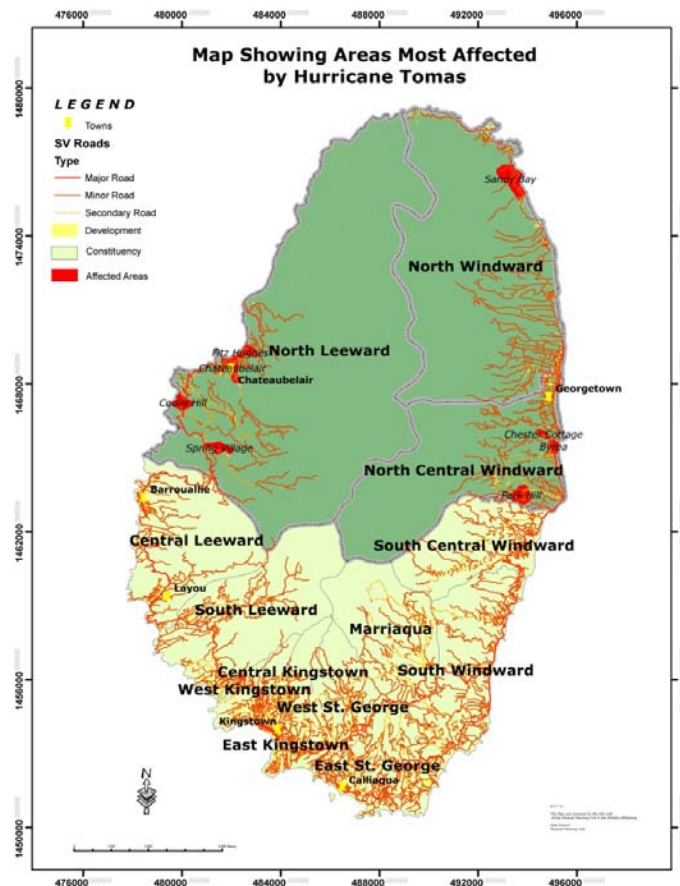 476000 480000 484000 488000 492000 496000
Map Showing Areas Most Affected
by Hurricane Tomas
1480000
1474000
1468000
1462000
1456000
1450000
LEGEND
Towns
SV Roads
Type
Major Road
Minor Road
Secondary Road
Development
Constituency
Affected Areas
Sandy Bay
North Windward
Fitz Hughes
North Leeward
Chateaubelair
Chateaubelair
Georgetown
Coulls Hill
Chester Cottage
Byrea
Spring Village
North Central Windward
Park Hill
Barrouallie
Central Leeward
South Central Windward
Layou
South Leeward
Marriaqua
Central Kingstown
South Windward
West Kingstown
West St. George
Kingstown
East Kingstown
East St. George
Calliaqua
N
476000 480000 484000 488000 492000 496000